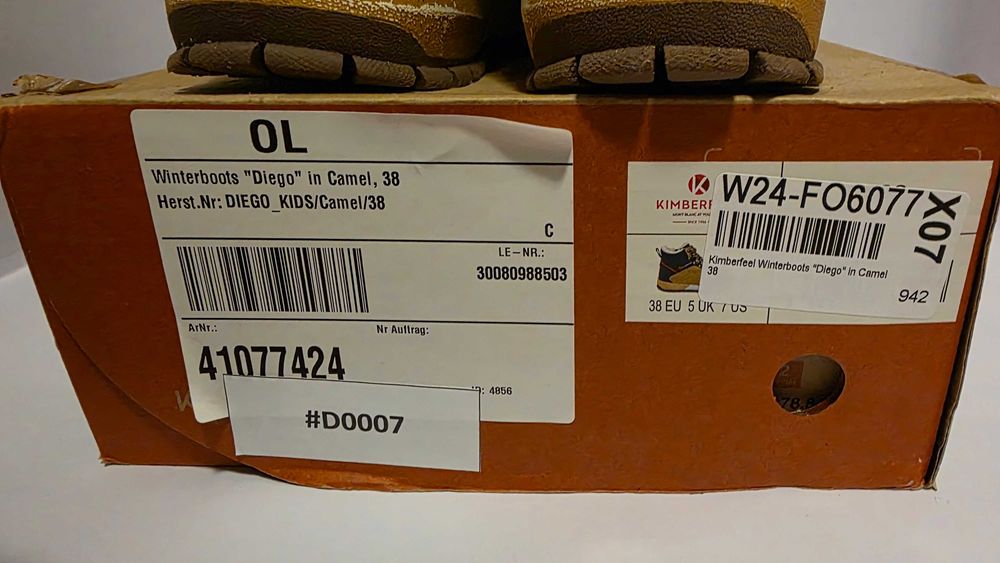 OL
Winterboots "Diego" in Camel, 38
Herst.Nr: DIEGO_KIDS/Camel/38
C
LE-NR.:
30080988503
ArNr.:
Nr Auftrag:
41077424
4856
#D0007
KIMBERF
38 EU 5 UK 7 US
W24-FO6077
X07
Kimberfeel Winterboots "Diego" in Camel
38
942